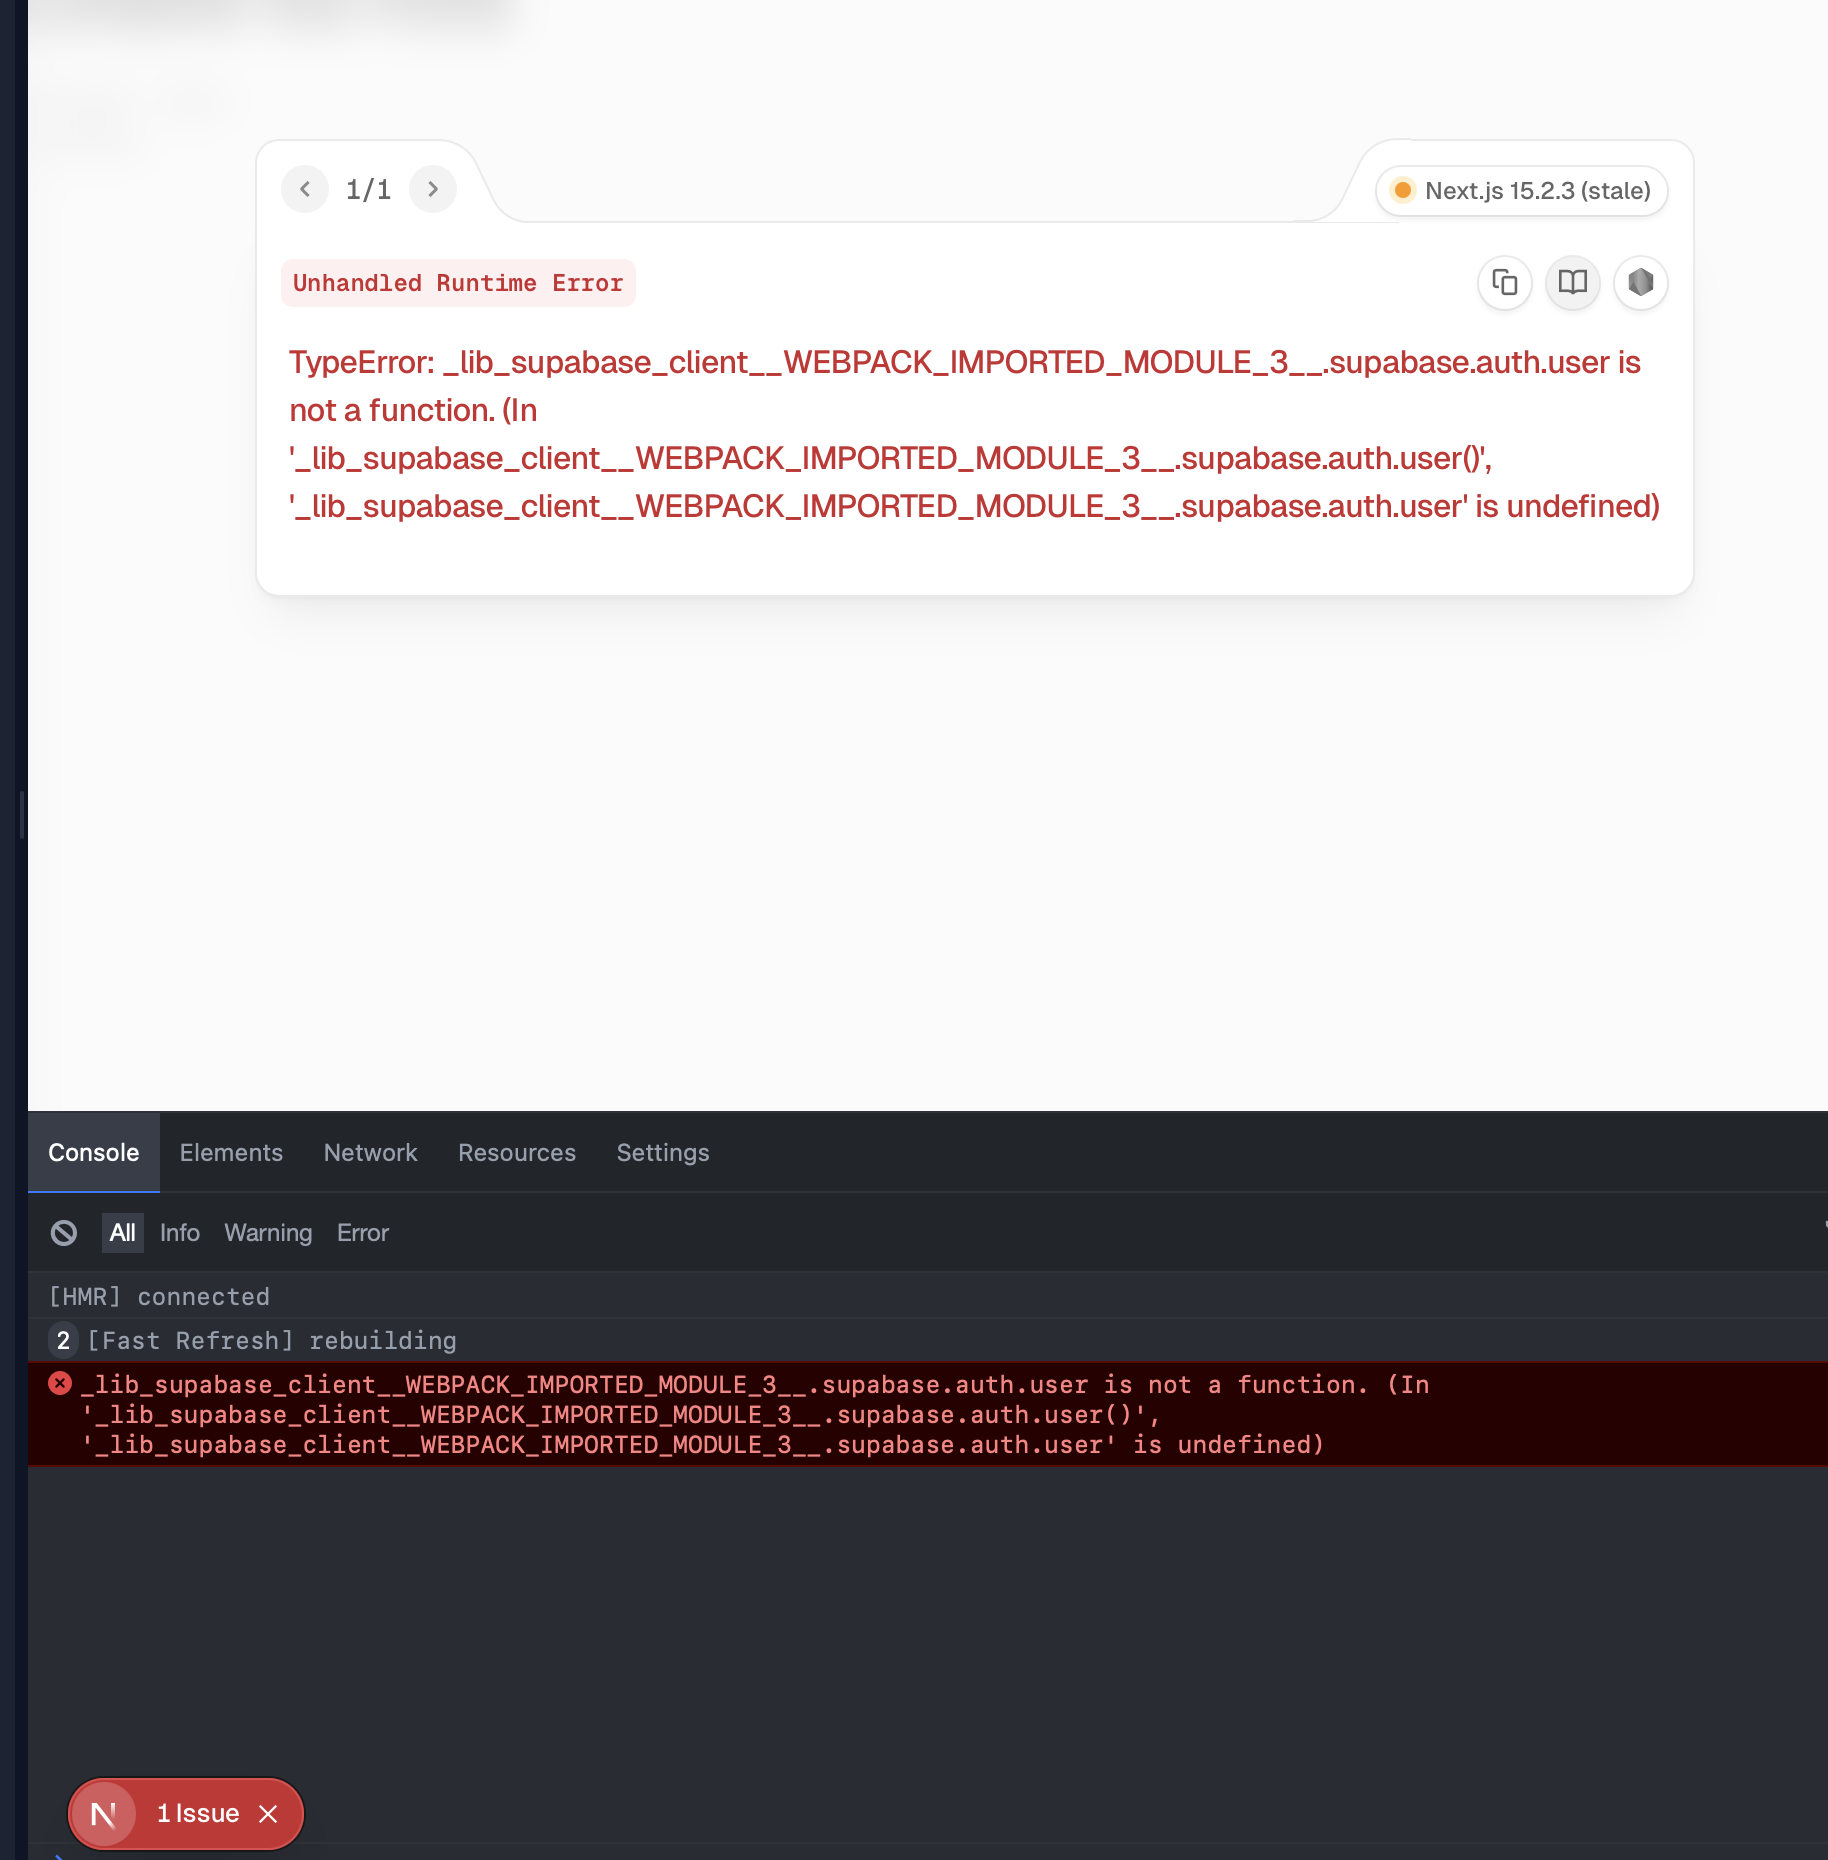 1/1
Next.js 15.2.3 (stale)
Unhandled Runtime Error
TypeError: _lib_supabase_client__WEBPACK_IMPORTED_MODULE_3__.supabase.auth.user is
not a function. (In
'_lib_supabase_client__WEBPACK_IMPORTED_MODULE_3__.supabase.auth.user()',
'_lib_supabase_client__WEBPACK_IMPORTED_MODULE_3__.supabase.auth.user' is undefined)
Console Elements Network Resources Settings
All Info Warning Error
[HMR] connected
2 [Fast Refresh] rebuilding
_lib_supabase_client__WEBPACK_IMPORTED_MODULE_3__.supabase.auth.user is not a function. (In
'_lib_supabase_client__WEBPACK_IMPORTED_MODULE_3__.supabase.auth.user()',
'_lib_supabase_client__WEBPACK_IMPORTED_MODULE_3__.supabase.auth.user' is undefined)
N 1 Issue